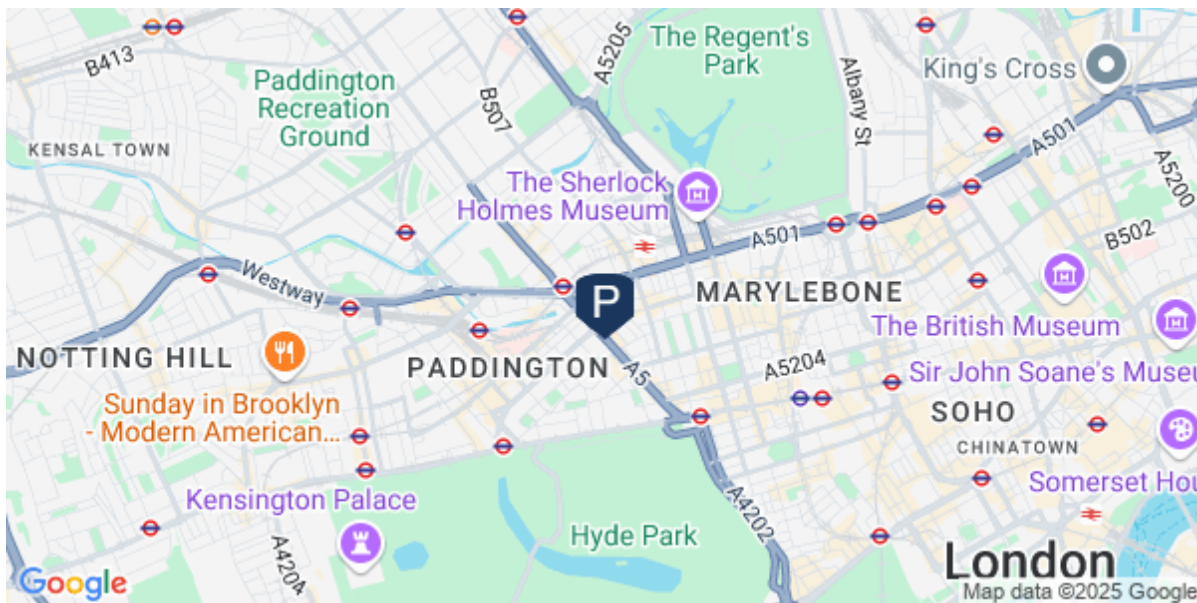 B413
Paddington
Recreation
Ground
KENSAL TOWN
B507
A5205
The Regent's
Park
Albany St
King's Cross
A501
A5200
The Sherlock
Holmes Museum
A501
B502
Westway
MARYLEBONE
The British Museum
P
NOTTING HILL
PADDINGTON
A5
A5204
Sir John Soane's Museu
Sunday in Brooklyn
- Modern American...
SOHO
CHINATOWN
Kensington Palace
A4202
Somerset Hou
Hyde Park
A4204
London
Google
Map data ©2025 Google